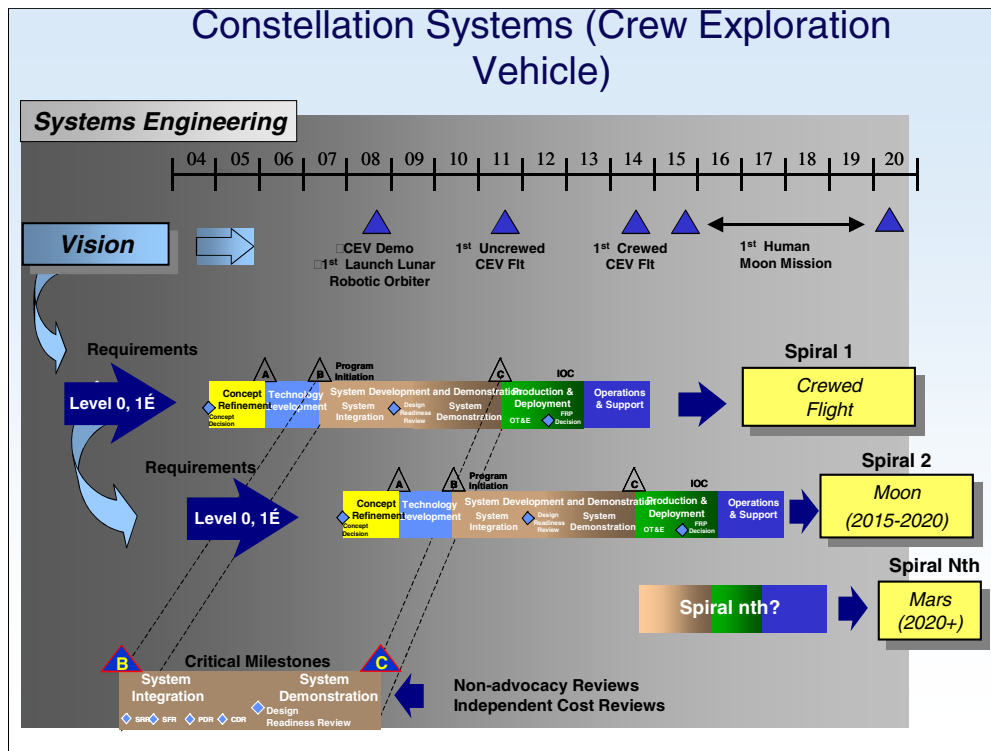 Constellation Systems (Crew Exploration
Vehicle)
Systems Engineering
04 05 06 07 08 09 10 11 12 13 14 15 16 17 18 19 20
Vision
□CEV Demo
□1st Launch Lunar
Robotic Orbiter
1st Uncrewed
CEV Flt
1st Crewed
CEV Flt
1st Human
Moon Mission
Requirements
Level 0, 1É
A
B
Program
Initiation
C
IOC
Concept
Refinement
Concept
Decision
Technology
Development
System Development and Demonstration
System
Integration
Design
Readiness
Review
System
Demonstration
Production &
Deployment
OT&E
FRP
Decision
Operations
& Support
Spiral 1
Crewed
Flight
Requirements
Level 0, 1É
A
B
Program
Initiation
C
IOC
Concept
Refinement
Concept
Decision
Technology
Development
System Development and Demonstration
System
Integration
Design
Readiness
Review
System
Demonstration
Production &
Deployment
OT&E
FRP
Decision
Operations
& Support
Spiral 2
Moon
(2015-2020)
Spiral nth?
Spiral Nth
Mars
(2020+)
B
Critical Milestones
C
System
Integration
System
Demonstration
SRR SFR PDR CDR
Design
Readiness Review
Non-advocacy Reviews
Independent Cost Reviews